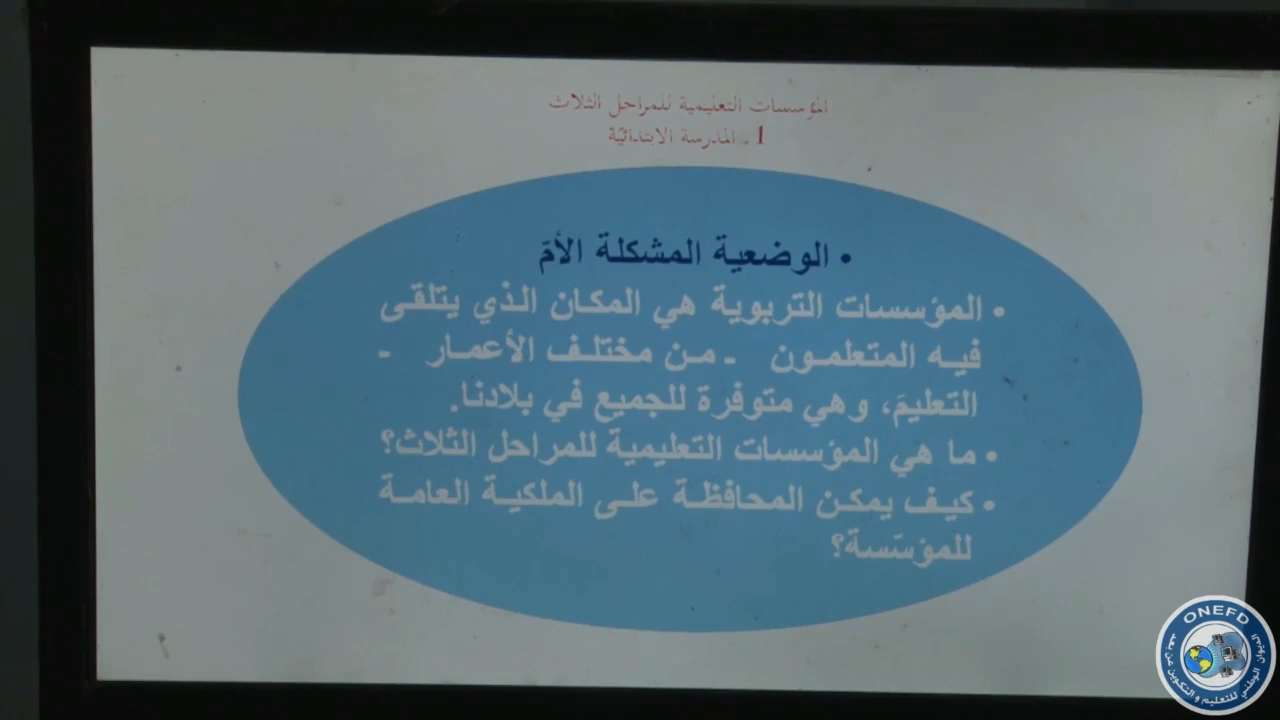 المؤسسات التعليمية للمراحل الثلاث
1 ـ المدرسة الابتدائية
• الوضعية المشكلة الأمّ
• المؤسسات التربوية هي المكان الذي يتلقى
فيه المتعلمون ـ من مختلف الأعمار -
التعليمَ، وهي متوفرة للجميع في بلادنا.
• ما هي المؤسسات التعليمية للمراحل الثلاث؟
• كيف يمكن المحافظة على الملكية العامة
للمؤسّسة؟
ONEFD
الديوان الوطني للتعليم و التكوين عن بعد